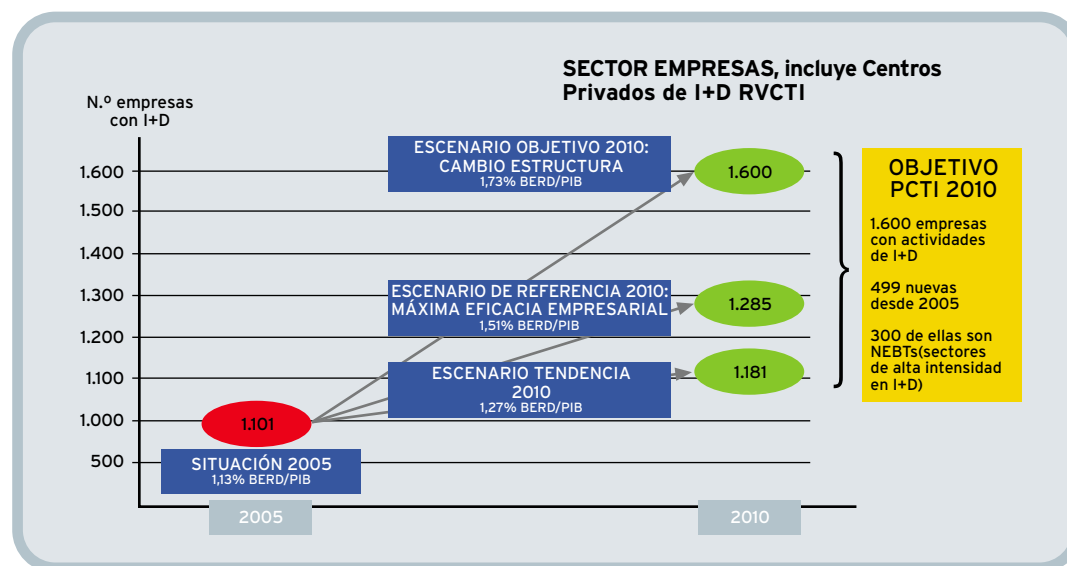 SECTOR EMPRESAS, incluye Centros
Privados de I+D RVCTI
N.º empresas
con I+D
1.600
1.500
1.400
1.300
1.200
1.100
1.000
500
ESCENARIO OBJETIVO 2010:
CAMBIO ESTRUCTURA
1,73% BERD/PIB
1.600
ESCENARIO DE REFERENCIA 2010:
MÁXIMA EFICACIA EMPRESARIAL
1,51% BERD/PIB
1.285
ESCENARIO TENDENCIA
2010
1,27% BERD/PIB
1.181
1.101
SITUACIÓN 2005
1,13% BERD/PIB
2005
2010
OBJETIVO
PCTI 2010
1.600 empresas
con actividades
de I+D
499 nuevas
desde 2005
300 de ellas son
NEBTs(sectores
de alta intensidad
en I+D)